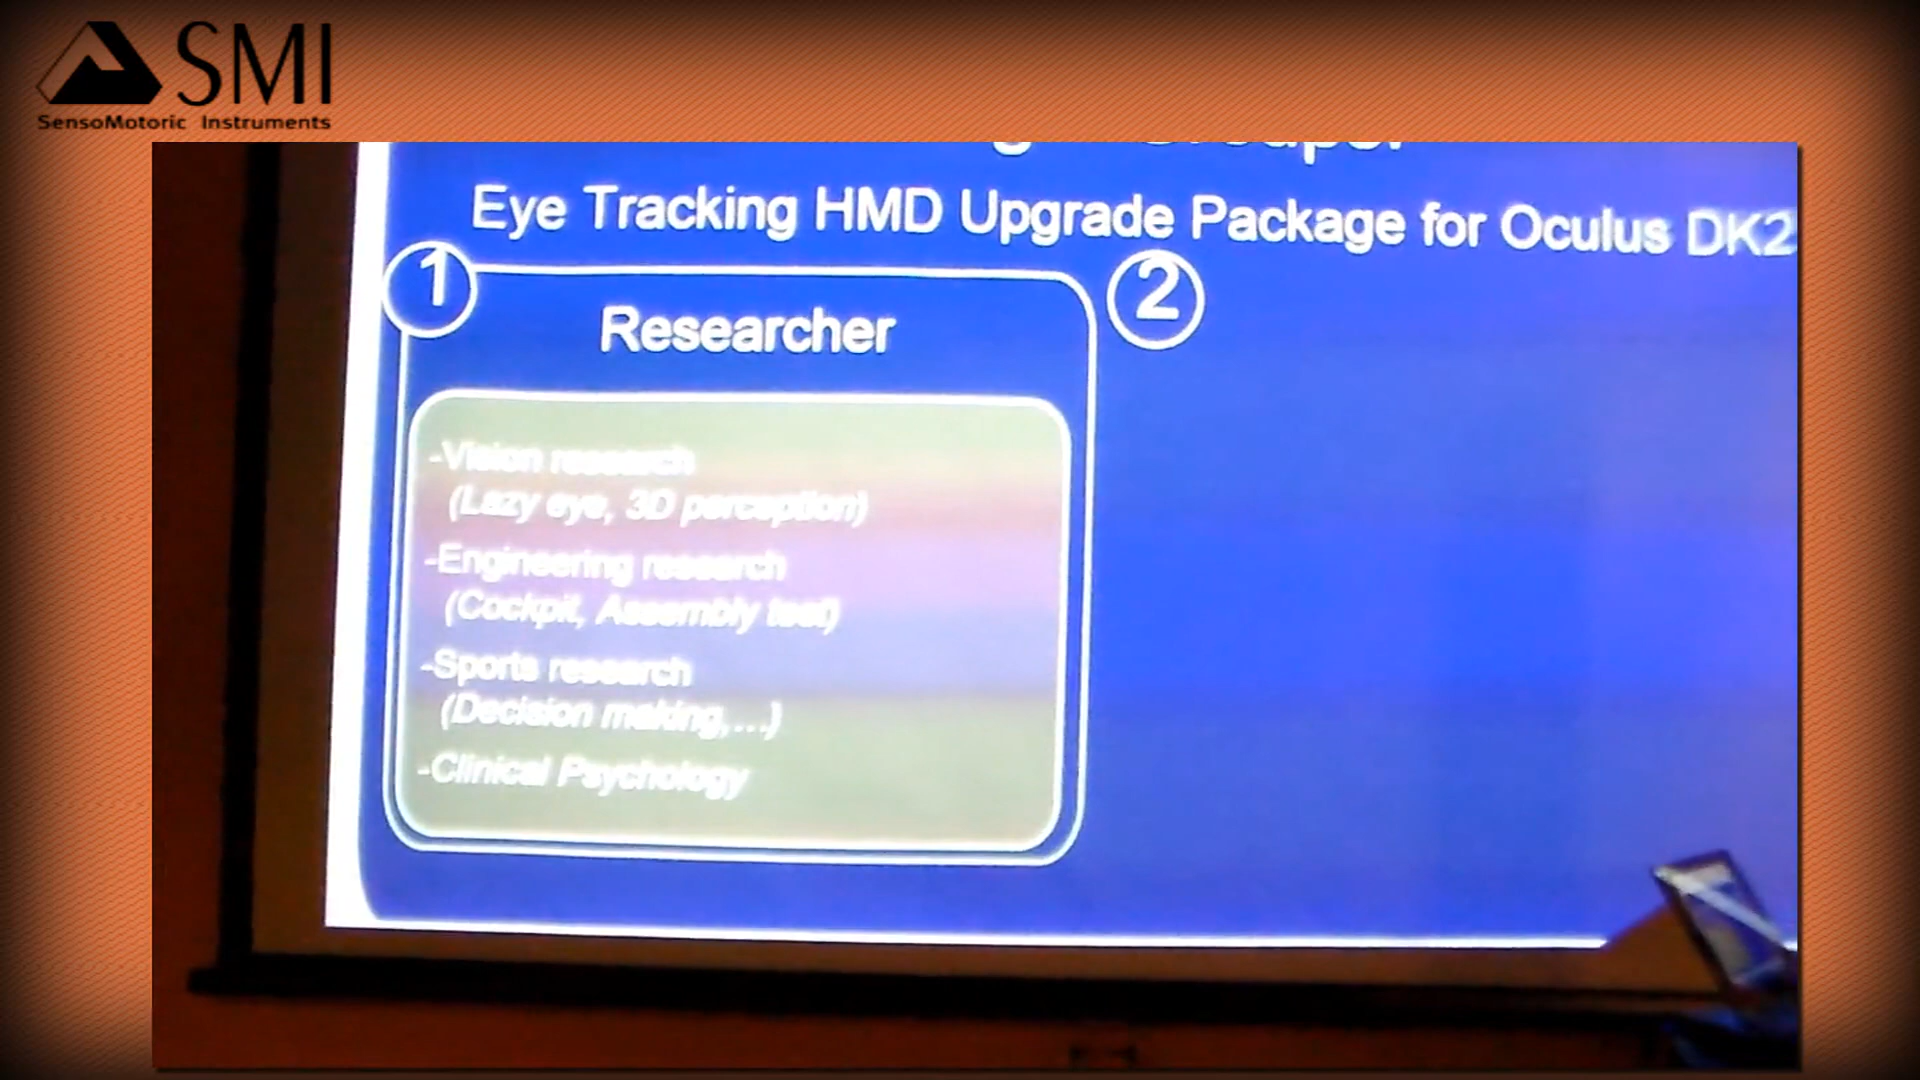 SMI
SensoMotoric Instruments
Eye Tracking HMD Upgrade Package for Oculus DK2
1
2
Researcher
-Vision research
(Lazy eye, 3D perception)
-Engineering research
(Cockpit, Assembly test)
-Sports research
(Decision making,...)
-Clinical Psychology